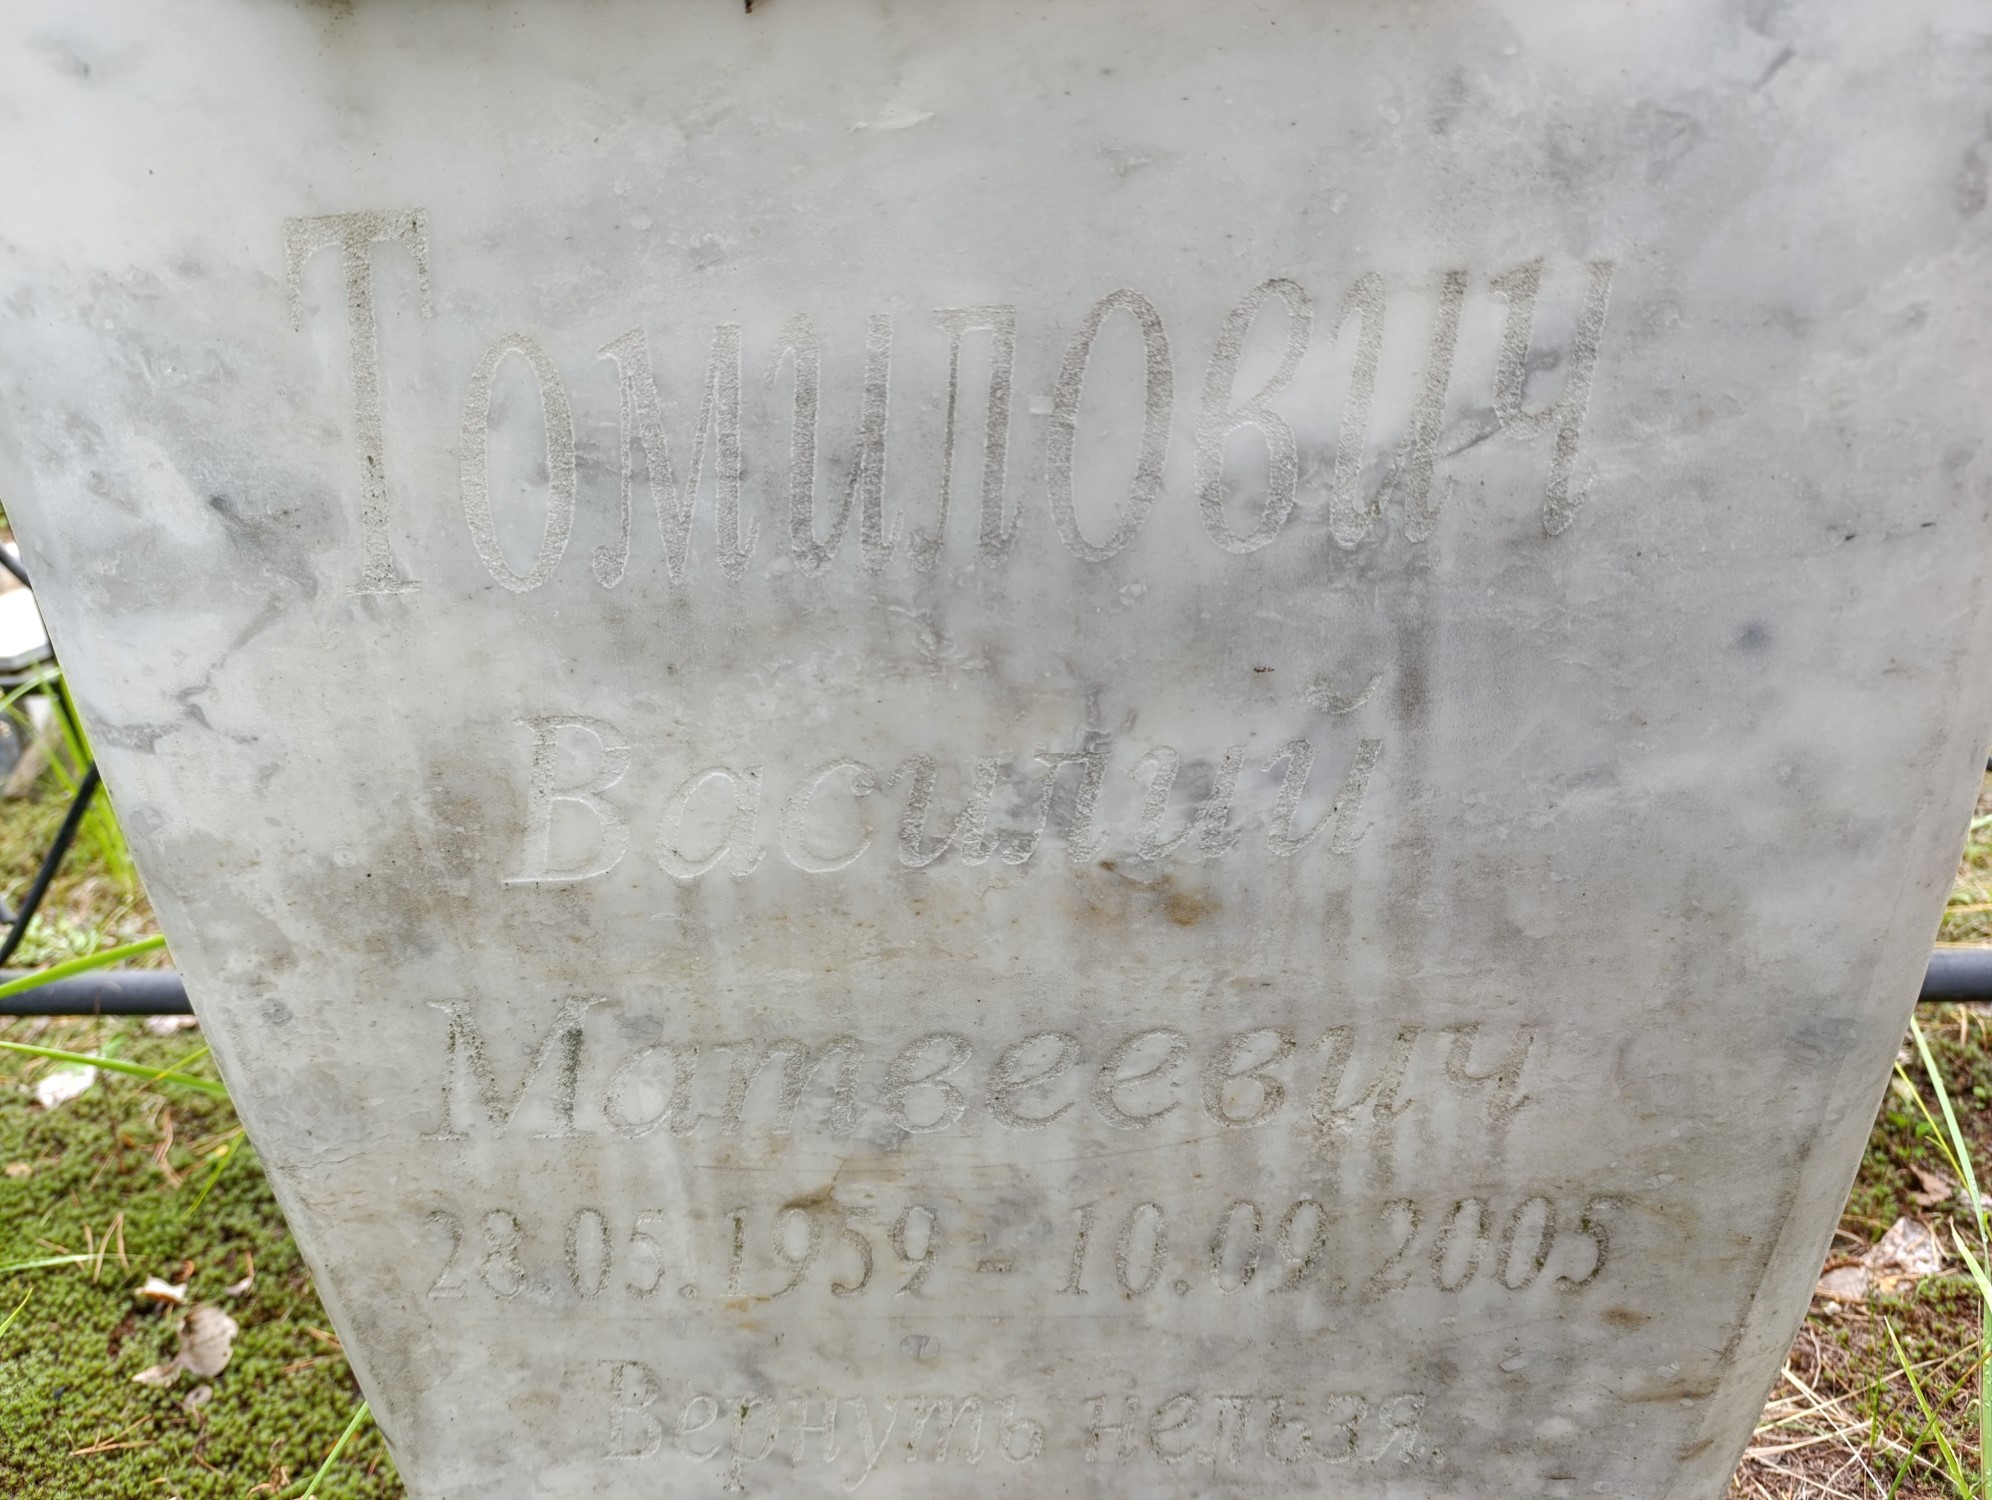 Томилович
Василий
Матвеевич
28.05.1959 - 10.09.2005
Вернуть нельзя.